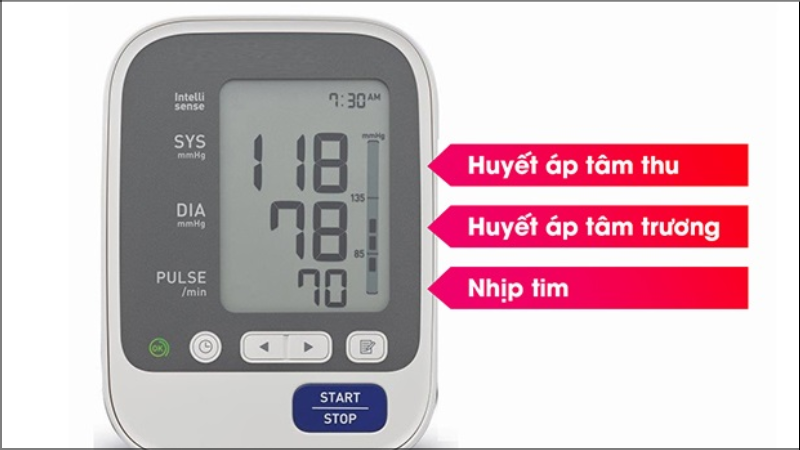 Intelli
sense
7:30 AM
SYS
mmHg
118
mmHg
Huyết áp tâm thu
135
DIA
mmHg
78
Huyết áp tâm trương
85
PULSE
/min
70
Nhịp tim
OK
START
STOP